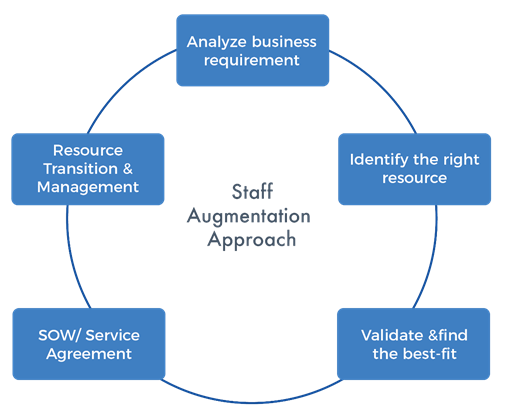 Analyze business
requirement
Identify the right
resource
Validate &find
the best-fit
SOW/ Service
Agreement
Resource
Transition &
Management
Staff
Augmentation
Approach